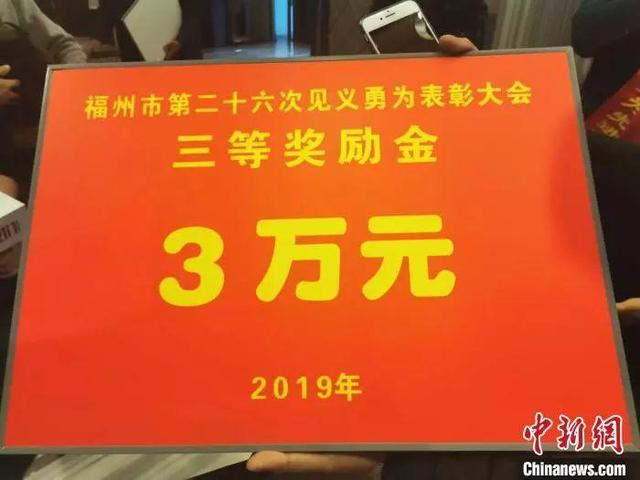 福州市第二十六次见义勇为表彰大会
三等奖励金
3万元
2019年
中新网
Chinanews.com